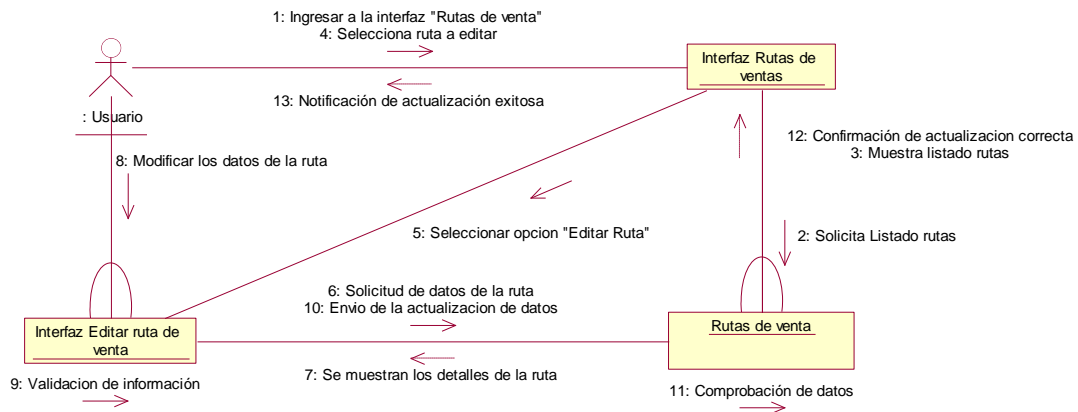 1: Ingresar a la interfaz "Rutas de venta"
4: Selecciona ruta a editar
Interfaz Rutas de
ventas
13: Notificación de actualización exitosa
: Usuario
12: Confirmación de actualizacion correcta
3: Muestra listado rutas
8: Modificar los datos de la ruta
5: Seleccionar opcion "Editar Ruta"
2: Solicita Listado rutas
6: Solicitud de datos de la ruta
10: Envio de la actualizacion de datos
Interfaz Editar ruta de
venta
Rutas de venta
7: Se muestran los detalles de la ruta
9: Validacion de información
11: Comprobación de datos